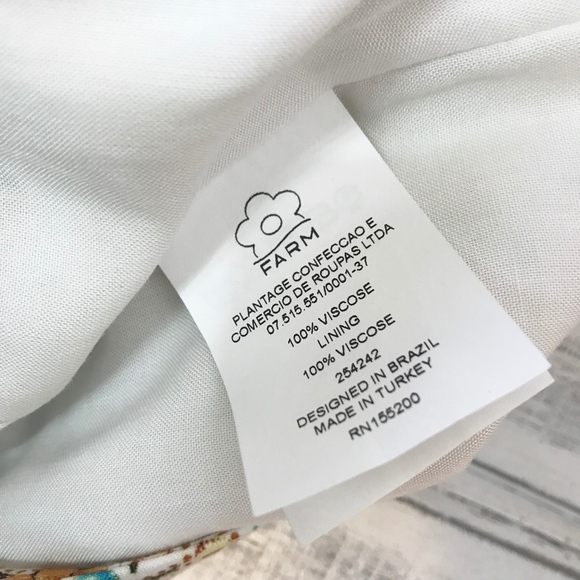 FARM
PLANTAGE CONFECCAO E
COMERCIO DE ROUPAS LTDA
07.515.551/0001-37
100% VISCOSE
LINING
100% VISCOSE
254242
DESIGNED IN BRAZIL
MADE IN TURKEY
RN155200